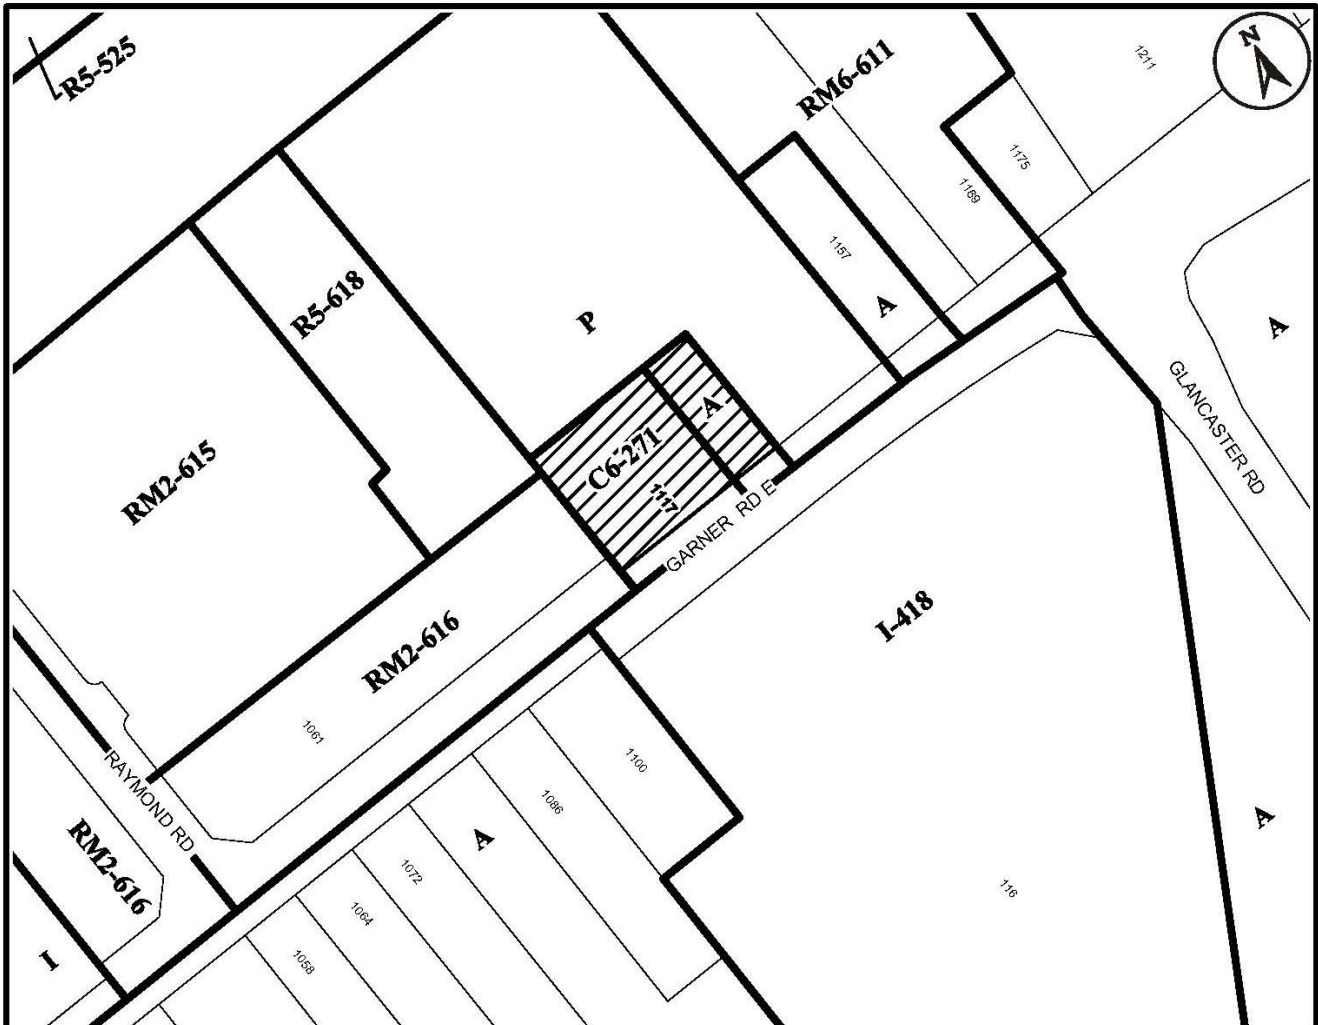 R5-525
RM6-611
1211
N
1175
1169
1157
A
R5-618
P
A
GLANCASTER RD
A
RM2-615
C6-271
1117
GARNER RD E
I-418
RM2-616
1061
RAYMOND RD
1100
1086
A
1072
1064
1058
RM2-616
I
116
A